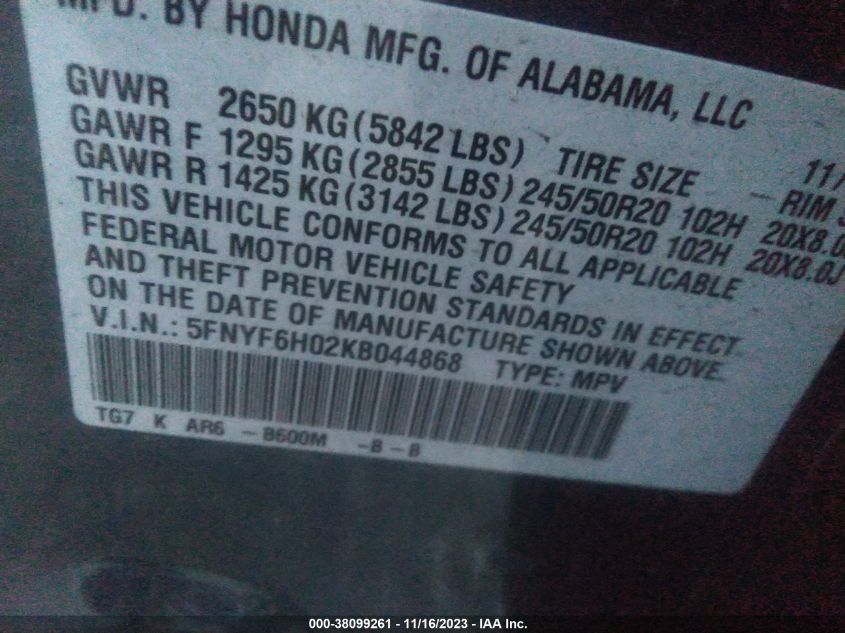 MFD. BY HONDA MFG. OF ALABAMA, LLC
GVWR 2650 KG (5842 LBS) TIRE SIZE RIM
GAWR F 1295 KG (2855 LBS) 245/50R20 102H
GAWR R 1425 KG (3142 LBS) 245/50R20 102H 20X8.0J
THIS VEHICLE CONFORMS TO ALL APPLICABLE
FEDERAL MOTOR VEHICLE SAFETY
AND THEFT PREVENTION STANDARDS IN EFFECT
ON THE DATE OF MANUFACTURE SHOWN ABOVE.
V.I.N.: 5FNYF6H02KB044868 TYPE: MPV
TG7 K AR6 - B600M - B - B
000-38099261 - 11/16/2023 - IAA Inc.